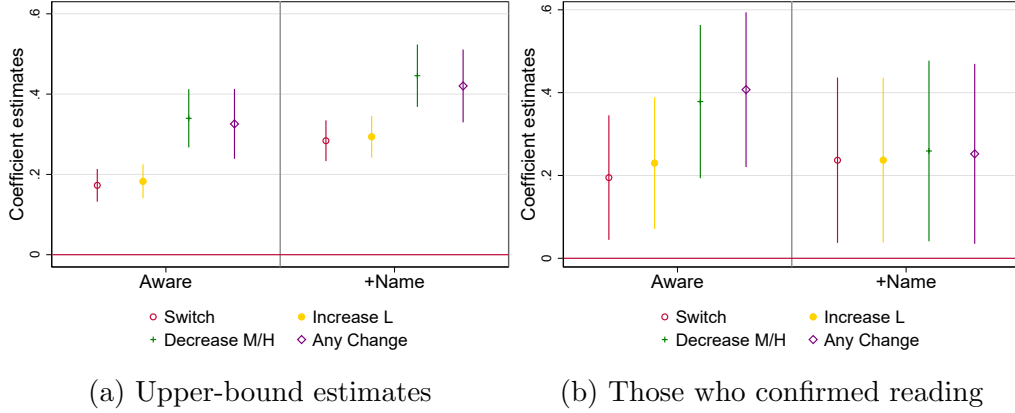 Coefficient estimates
0 .2 .4 .6
Aware +Name
Switch Increase L
Decrease M/H Any Change
(a) Upper-bound estimates
Coefficient estimates
0 .2 .4 .6
Aware +Name
Switch Increase L
Decrease M/H Any Change
(b) Those who confirmed reading